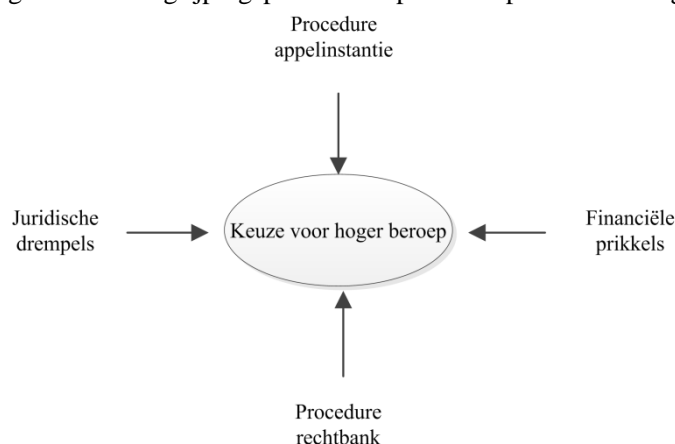 Procedure
appelinstantie
Juridische
drempels
Keuze voor hoger beroep
Financiële
prikkels
Procedure
rechtbank